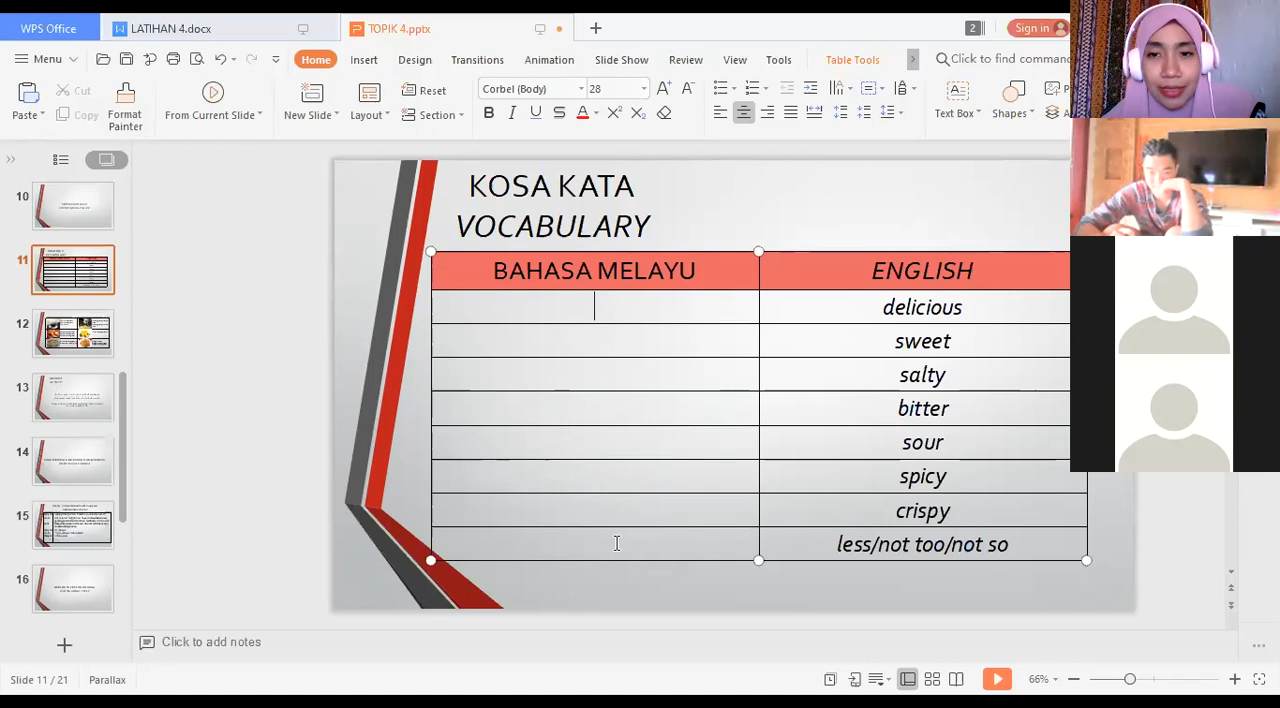 WPS Office
LATIHAN 4.docx
TOPIK 4.pptx
2
Sign in
Menu
Home
Insert
Design
Transitions
Animation
Slide Show
Review
View
Tools
Table Tools
Click to find command
Paste
Cut
Copy
Format
Painter
From Current Slide
New Slide
Layout
Reset
Section
Corbel (Body)
28
Text Box
Shapes
10
11
12
13
14
15
16
KOSA KATA
VOCABULARY
BAHASA MELAYU ENGLISH
delicious
sweet
salty
bitter
sour
spicy
crispy
less/not too/not so
Click to add notes
Slide 11 / 21
Parallax
66%